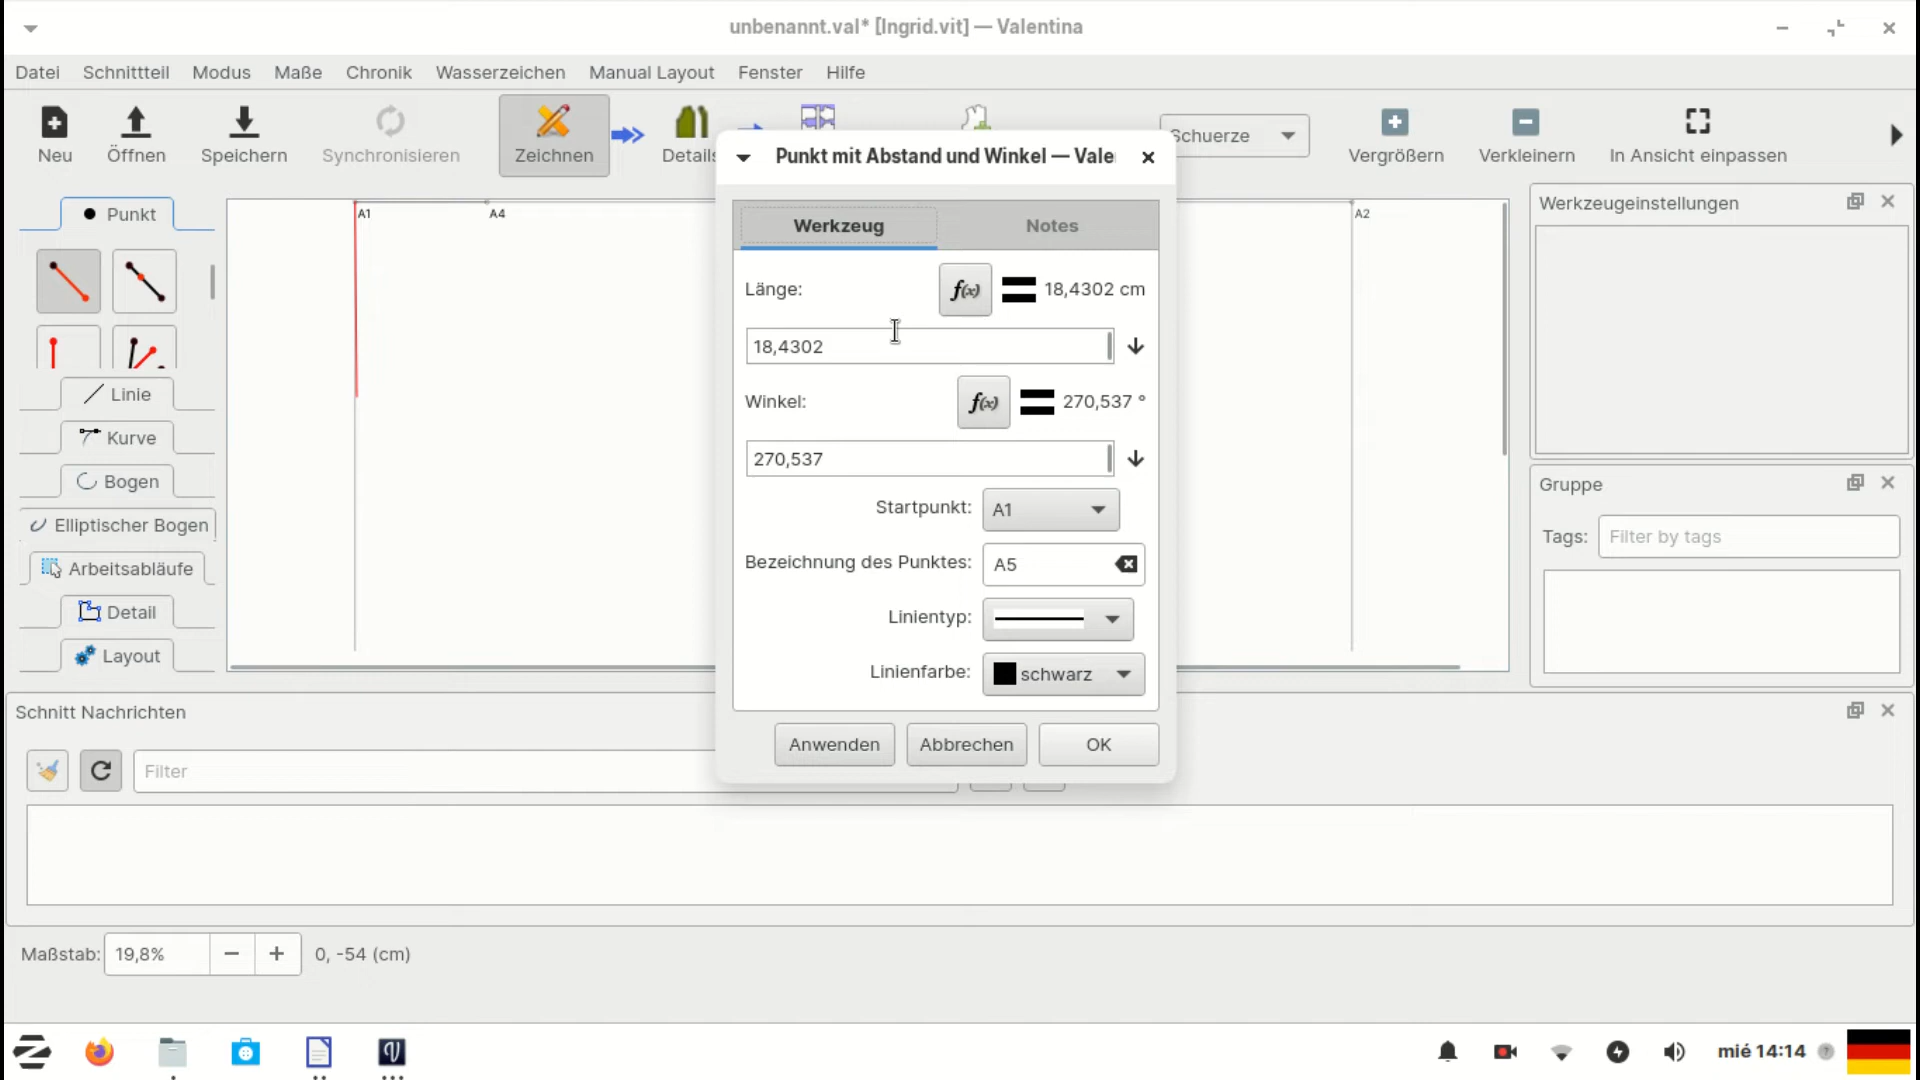 unbenannt.val* [Ingrid.vit] — Valentina
Datei Schnittteil Modus Maße Chronik Wasserzeichen Manual Layout Fenster Hilfe
Neu Öffnen Speichern Synchronisieren Zeichnen Details Schuerze Vergrößern Verkleinern In Ansicht einpassen
Punkt mit Abstand und Winkel — Vale
Punkt
A1 A4 A2
Werkzeug Notes
Werkzeugeinstellungen
Länge: f(x) 18,4302 cm
18,4302
Linie
Winkel: f(x) 270,537 °
Kurve
270,537
Bogen
Gruppe
Startpunkt: A1
Elliptischer Bogen
Tags: Filter by tags
Bezeichnung des Punktes: A5
Arbeitsabläufe
Detail
Linientyp:
Layout
Linienfarbe: schwarz
Schnitt Nachrichten
Anwenden Abbrechen OK
Filter
Maßstab: 19,8% − + 0, -54 (cm)
mié 14:14 ?